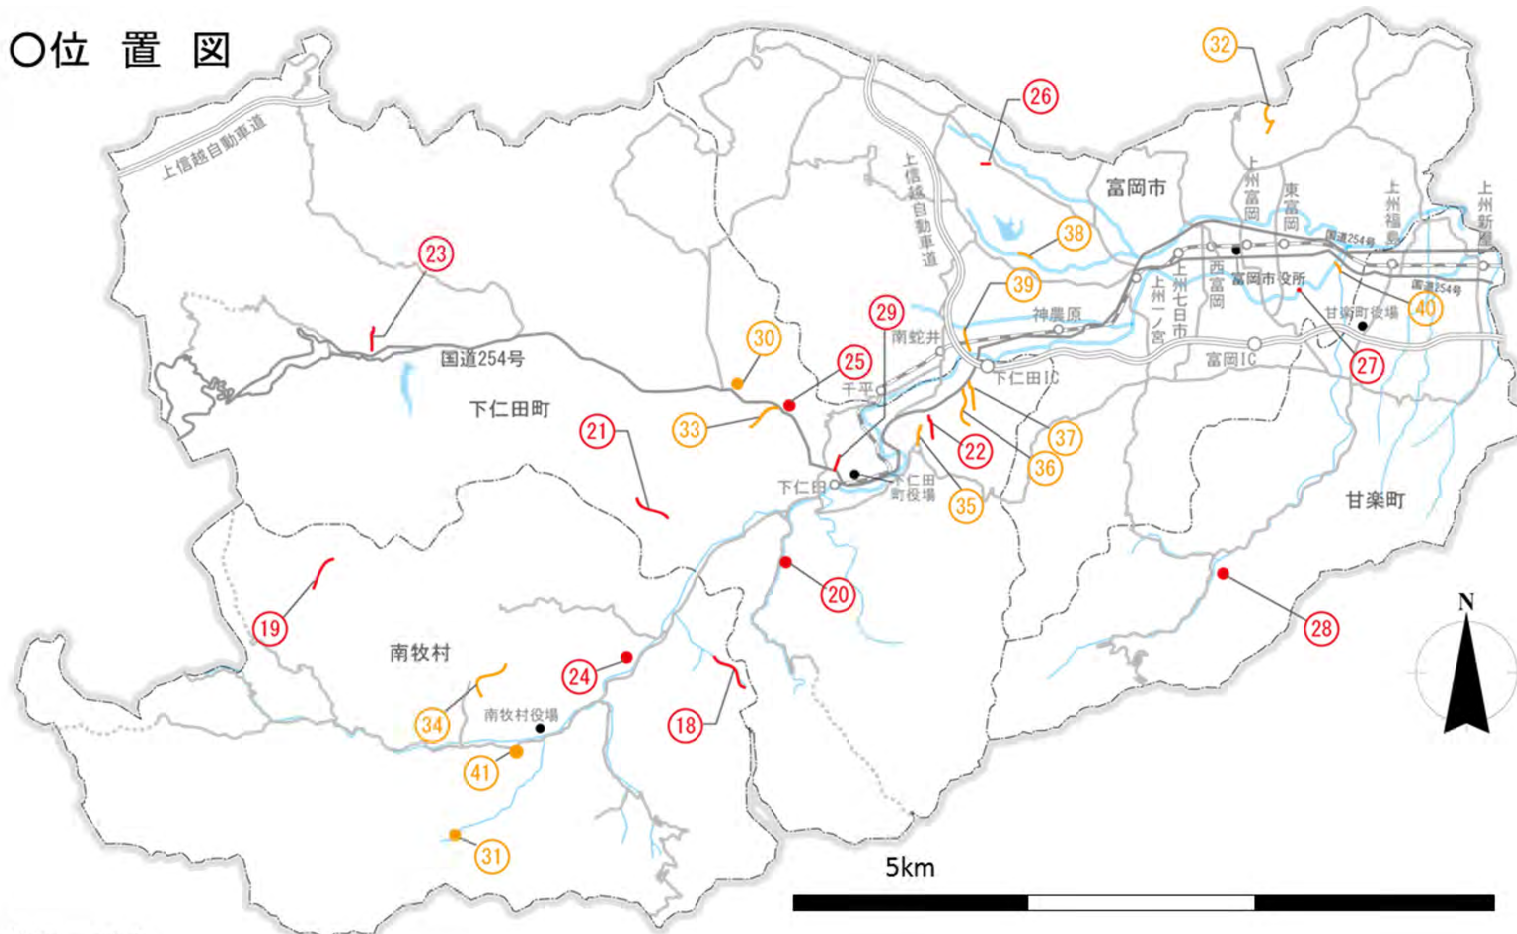 〇位 置 図
32
26
上信越自動車道
上信越自動車道
富岡市
上州富岡
東富岡
上州福島
上州新屋
38
国道254号
23
39
西富岡
富岡市役所
国道254号
上州七日市
上州一ノ宮
40
29
神農原
甘楽町役場
30
南蛇井
国道254号
25
富岡IC
27
下仁田IC
千平
下仁田町
33
21
22
37
36
下仁田
下仁田
町役場
35
甘楽町
20
19
28
南牧村
24
N
34
南牧村役場
18
41
31
5km